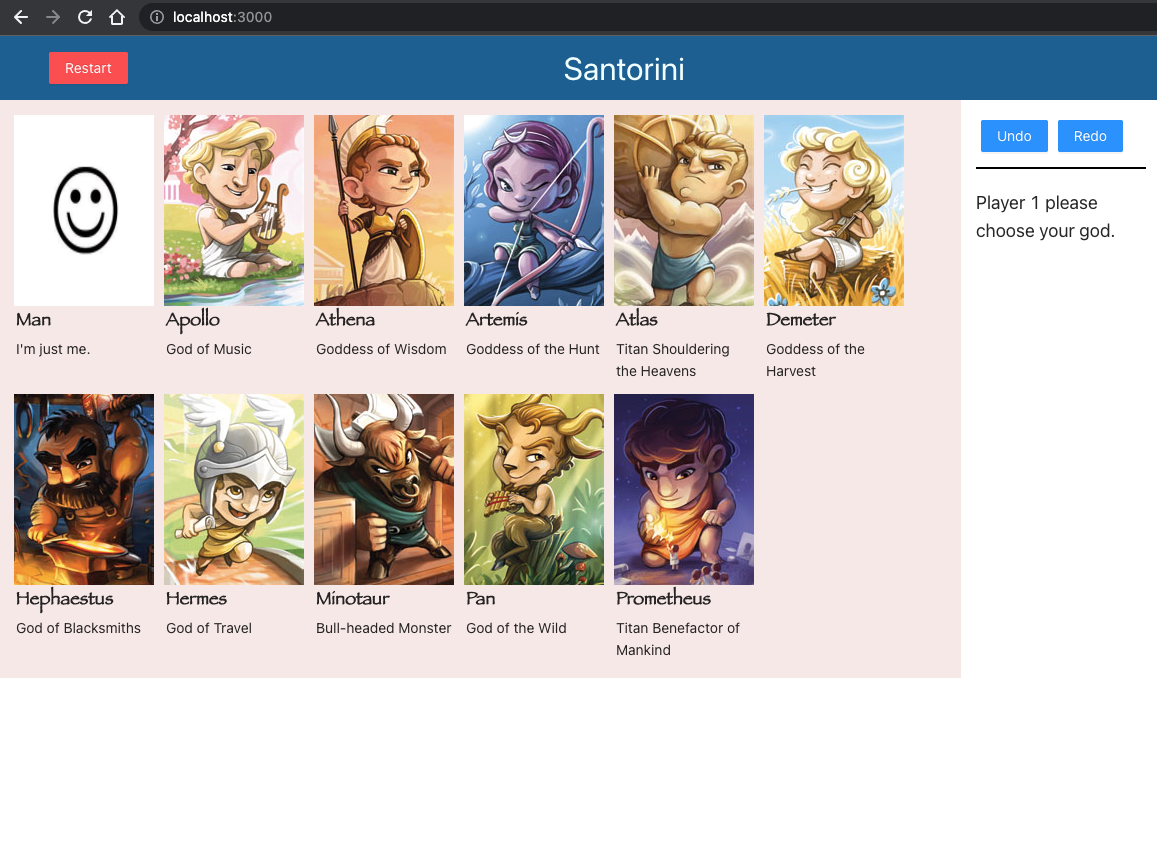 localhost:3000
Restart
Santorini
Undo
Redo
Player 1 please
choose your god.
Man
I'm just me.
Apollo
God of Music
Athena
Goddess of Wisdom
Artemis
Goddess of the Hunt
Atlas
Titan Shouldering
the Heavens
Demeter
Goddess of the
Harvest
Hephaestus
God of Blacksmiths
Hermes
God of Travel
Minotaur
Bull-headed Monster
Pan
God of the Wild
Prometheus
Titan Benefactor of
Mankind